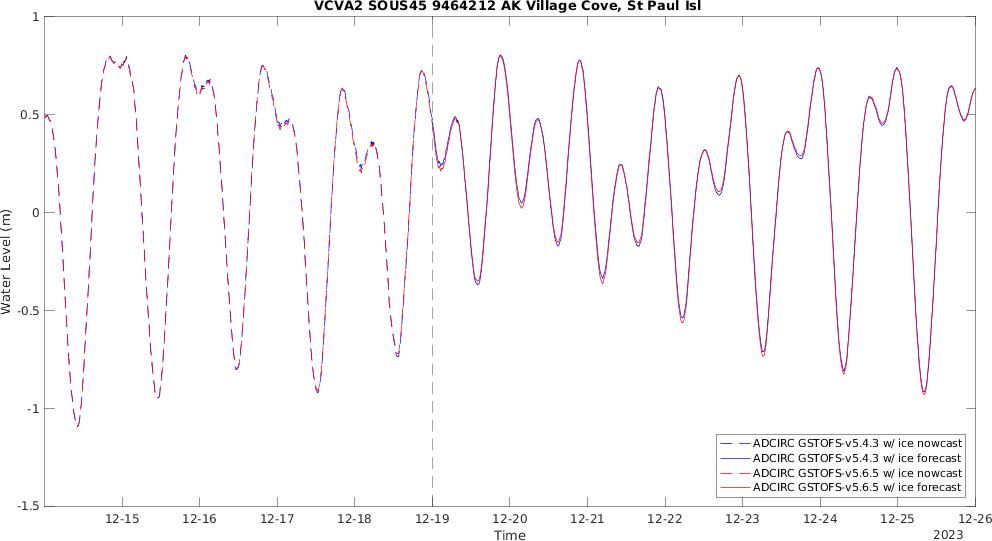 VCVA2 SOUS45 9464212 AK Village Cove, St Paul Isl
1
0.5
0
-0.5
-1
-1.5
Water Level (m)
ADCIRC GSTOFS-v5.4.3 w/ ice nowcast
ADCIRC GSTOFS-v5.4.3 w/ ice forecast
ADCIRC GSTOFS-v5.6.5 w/ ice nowcast
ADCIRC GSTOFS-v5.6.5 w/ ice forecast
12-15 12-16 12-17 12-18 12-19 12-20 12-21 12-22 12-23 12-24 12-25 12-26
Time
2023